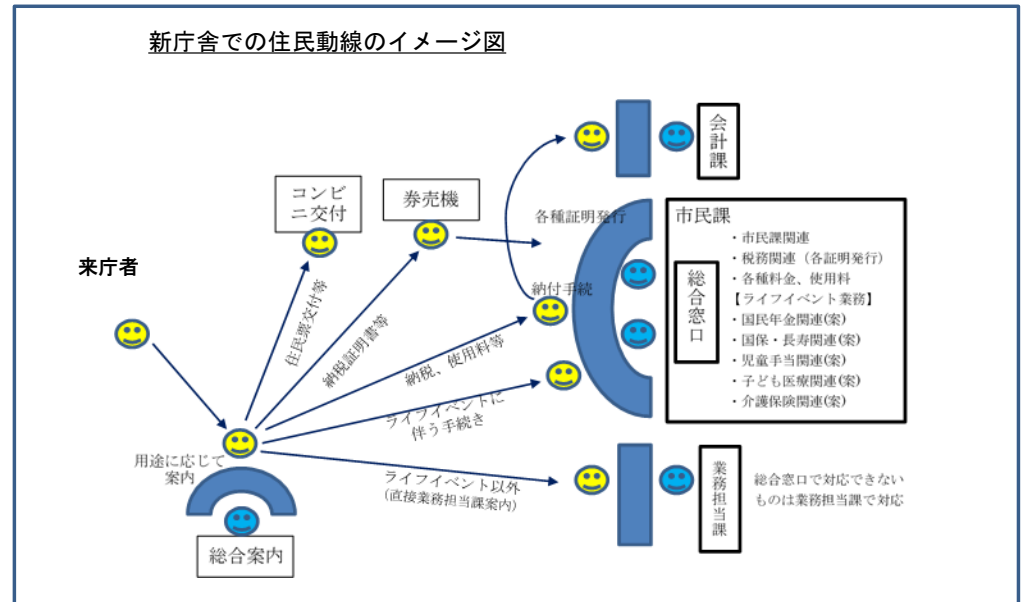 新庁舎での住民動線のイメージ図
会計課
コンビ
ニ交付
券売機
各種証明発行
市民課
・市民課関連
・税務関連（各証明発行）
・各種料金、使用料
【ライフイベント業務】
・国民年金関連(案)
・国保・長寿関連(案)
・児童手当関連(案)
・子ども医療関連(案)
・介護保険関連(案)
総合窓口
来庁者
納付手続
住民票交付等
納税証明書等
納税、使用料等
ライフイベントに
伴う手続き
用途に応じて
案内
ライフイベント以外
(直接業務担当課案内)
業務担当課
総合窓口で対応できない
ものは業務担当課で対応
総合案内